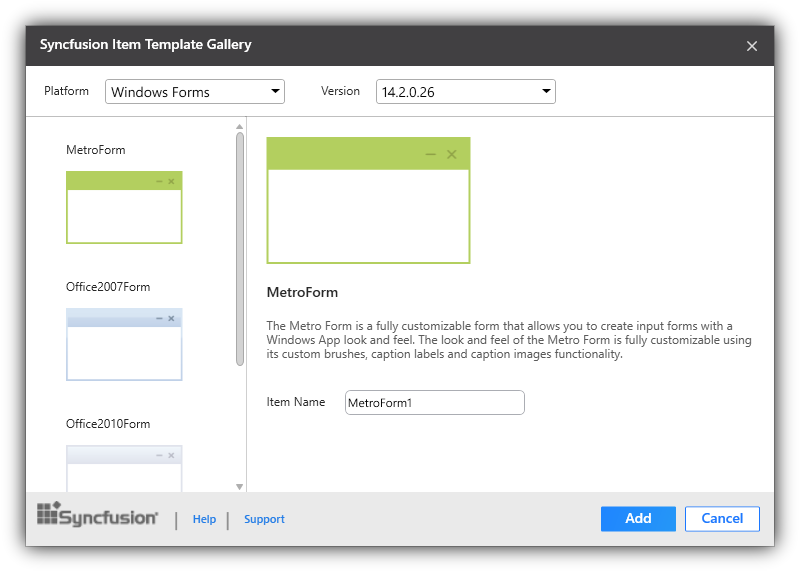 Syncfusion Item Template Gallery
Platform Windows Forms Version 14.2.0.26
MetroForm
Office2007Form
Office2010Form
MetroForm
The Metro Form is a fully customizable form that allows you to create input forms with a
Windows App look and feel. The look and feel of the Metro Form is fully customizable using
its custom brushes, caption labels and caption images functionality.
Item Name MetroForm1
Syncfusion® | Help | Support Add Cancel